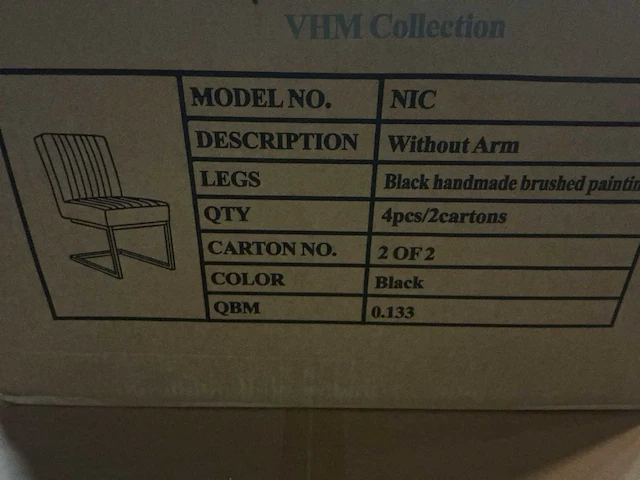 VHM Collection
MODEL NO. NIC
DESCRIPTION Without Arm
LEGS Black handmade brushed paintin
QTY 4pcs/2cartons
CARTON NO. 2 OF 2
COLOR Black
QBM 0.133